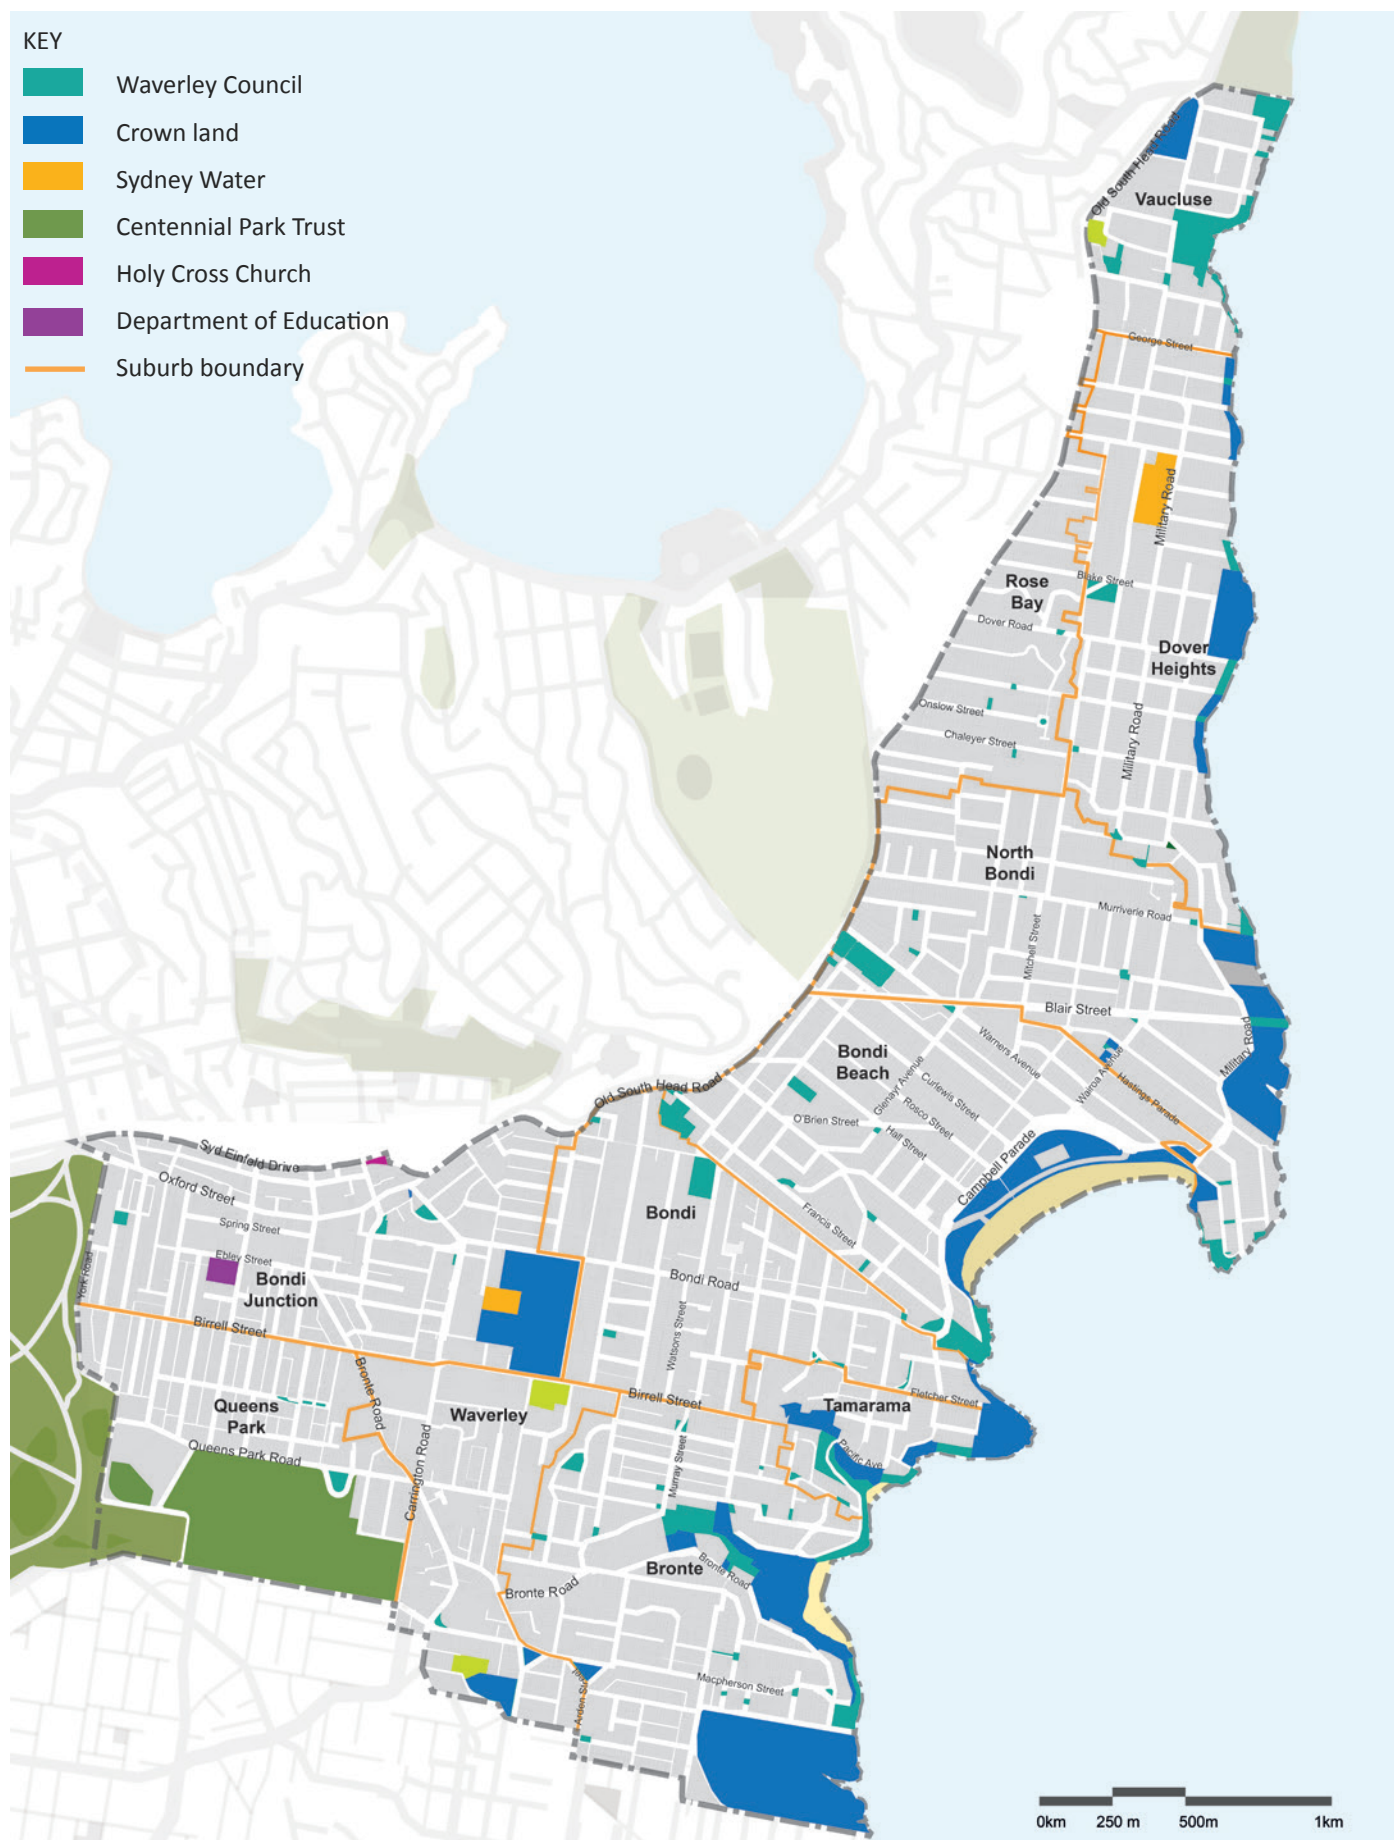 KEY
Waverley Council
Crown land
Sydney Water
Centennial Park Trust
Holy Cross Church
Department of Education
Suburb boundary
Old South Head Road
Vaucluse
George Street
Military Road
Rose
Bay
Blake Street
Dover Road
Dover
Heights
Onslow Street
Chaleyer Street
Military Road
North
Bondi
Murriverie Road
Mitchell Street
Blair Street
Military Road
Bondi
Beach
Warners Avenue
Wairoa Avenue
Hastings Parade
Glenayr Avenue
Curlewis Street
Rosco Street
O'Brien Street
Hall Street
Old South Head Road
Campbell Parade
Syd Einfeld Drive
Oxford Street
Spring Street
Ebley Street
York Road
Bondi
Junction
Bondi
Francis Street
Bondi Road
Watsons Street
Birrell Street
Bronte Road
Queens
Park
Queens Park Road
Waverley
Carrington Road
Birrell Street
Murray Street
Tamarama
Fletcher Street
Pacific Ave
Bronte
Bronte Road
Bronte Road
Macpherson Street
Arden Street
0km
250 m
500m
1km